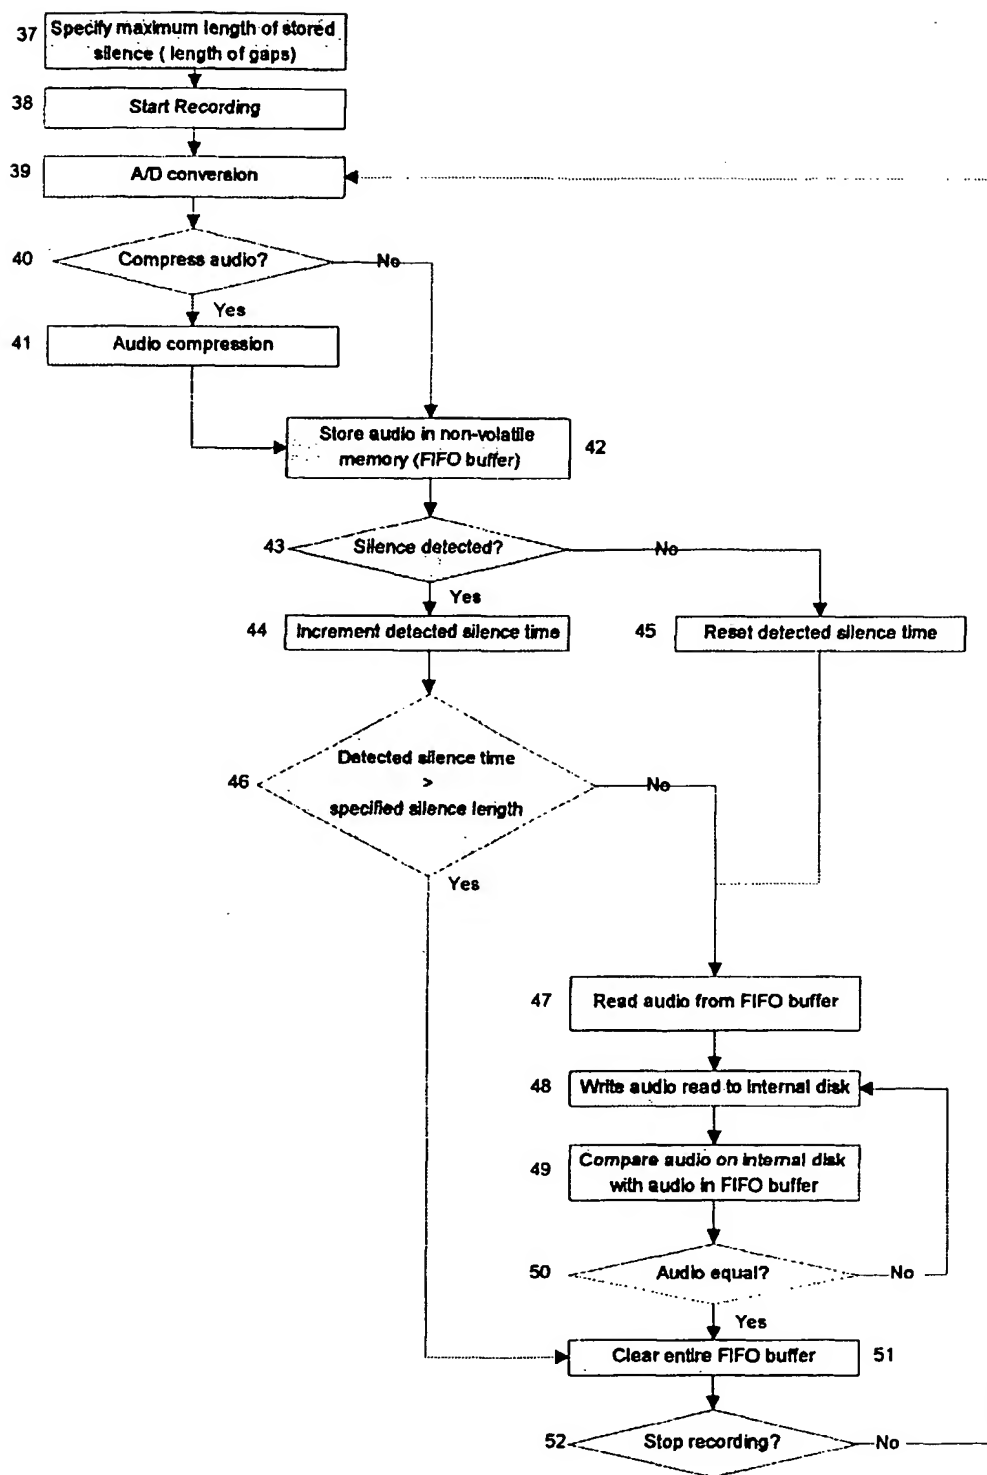 37
Specify maximum length of stored
silence ( length of gaps)
38
Start Recording
39
A/D conversion
40
Compress audio?
No
Yes
41
Audio compression
Store audio in non-volatile
memory (FIFO buffer)
42
43
Silence detected?
No
Yes
44
Increment detected silence time
45
Reset detected silence time
46
Detected silence time
>
specified silence length
No
Yes
47
Read audio from FIFO buffer
48
Write audio read to internal disk
49
Compare audio on internal disk
with audio in FIFO buffer
50
Audio equal?
No
Yes
Clear entire FIFO buffer
51
52
Stop recording?
No